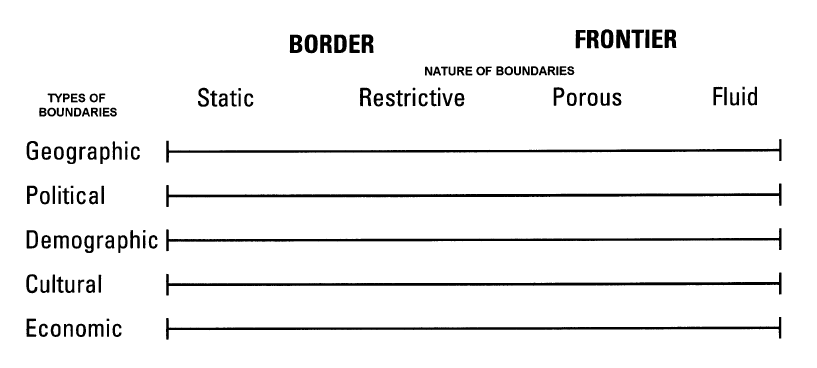 BORDER FRONTIER
NATURE OF BOUNDARIES
TYPES OF
BOUNDARIES
Static Restrictive Porous Fluid
Geographic
Political
Demographic
Cultural
Economic